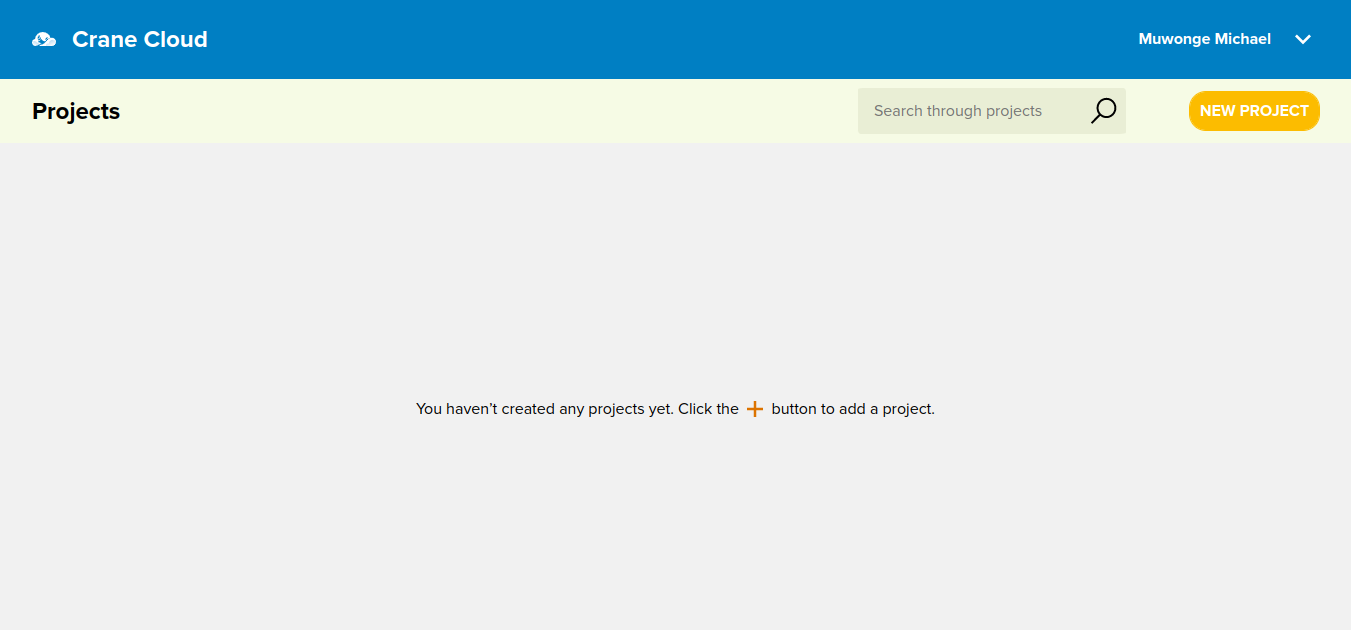 Crane Cloud
Muwonge Michael
Projects
Search through projects
NEW PROJECT
You haven’t created any projects yet. Click the + button to add a project.